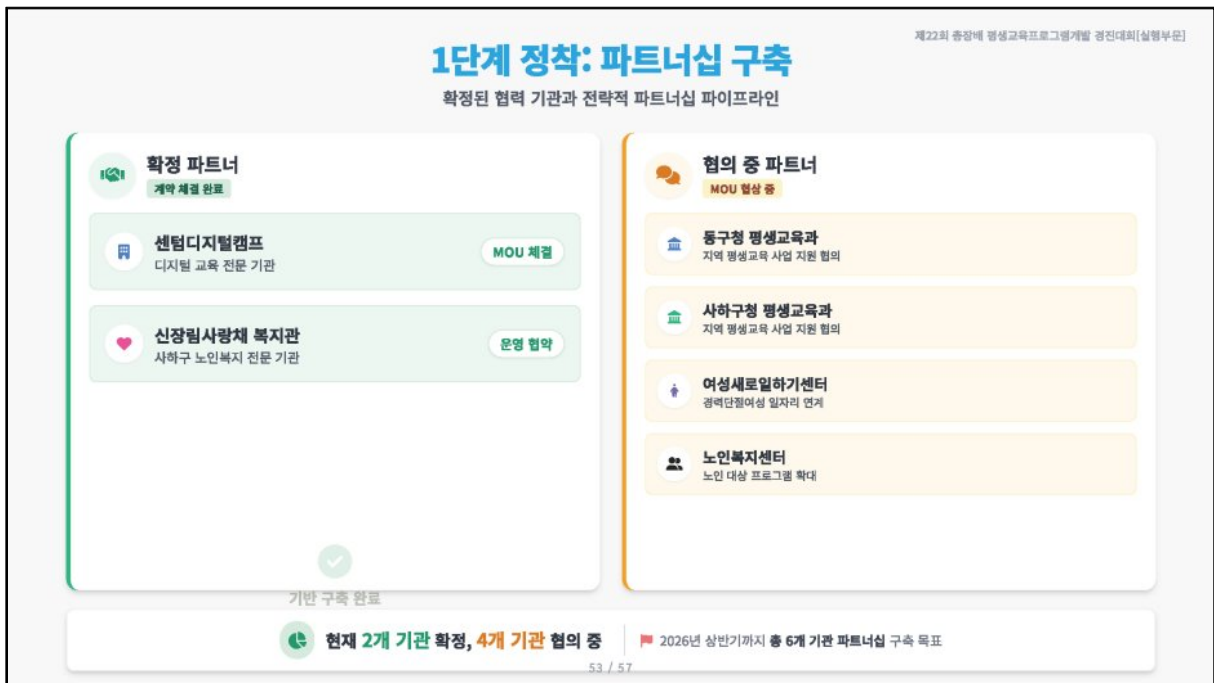 제22회 총장배 평생교육프로그램개발 경진대회[실행부문]
1단계 정착: 파트너십 구축
확정된 협력 기관과 전략적 파트너십 파이프라인
확정 파트너
계약 체결 완료
센텀디지털캠프
디지털 교육 전문 기관
MOU 체결
신장림사랑채 복지관
사하구 노인복지 전문 기관
운영 협약
기반 구축 완료
협의 중 파트너
MOU 협상 중
동구청 평생교육과
지역 평생교육 사업 지원 협의
사하구청 평생교육과
지역 평생교육 사업 지원 협의
여성새로일하기센터
경력단절여성 일자리 연계
노인복지센터
노인 대상 프로그램 확대
현재 2개 기관 확정, 4개 기관 협의 중
2026년 상반기까지 총 6개 기관 파트너십 구축 목표
53 / 57